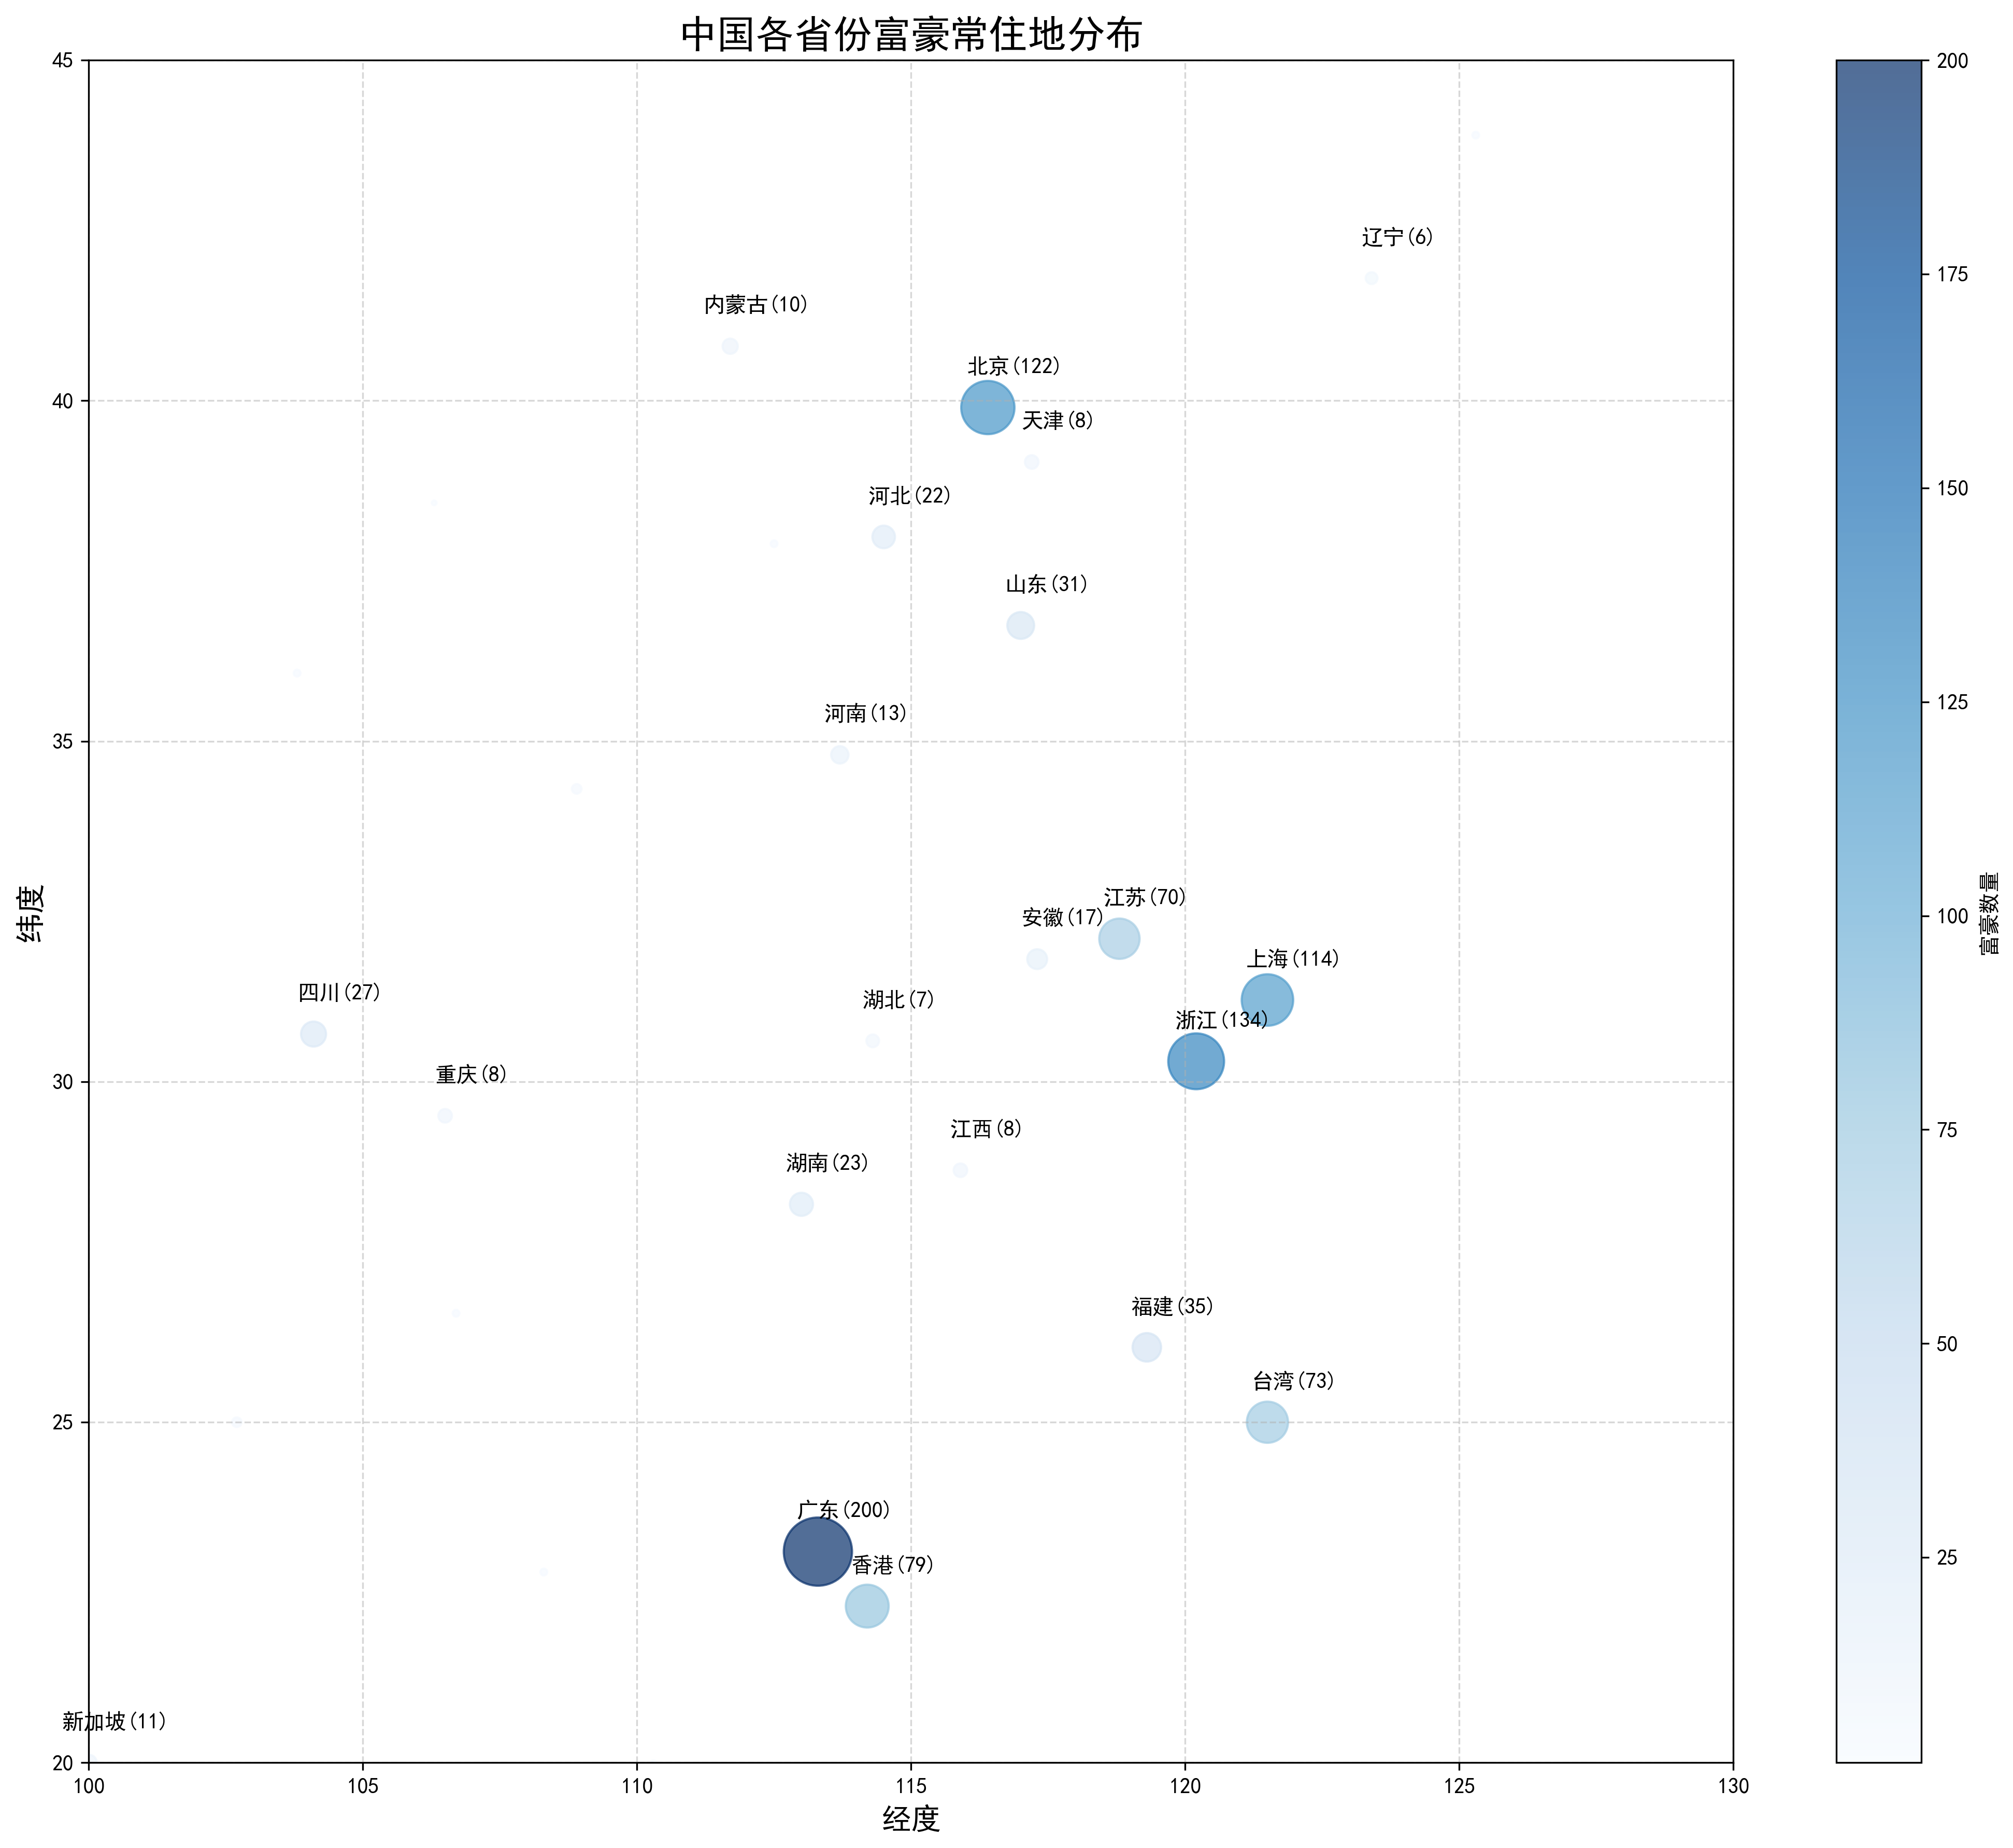 中国各省份富豪常住地分布
45
200
辽宁(6)
175
内蒙古(10)
北京(122)
40
天津(8)
150
河北(22)
山东(31)
125
河南(13)
35
江苏(70)
安徽(17)
100
纬度
富豪数量
上海(114)
四川(27)
湖北(7)
浙江(134)
30
重庆(8)
江西(8)
75
湖南(23)
福建(35)
50
台湾(73)
25
广东(200)
25
香港(79)
新加坡(11)
20
100
105
110
115
120
125
130
经度